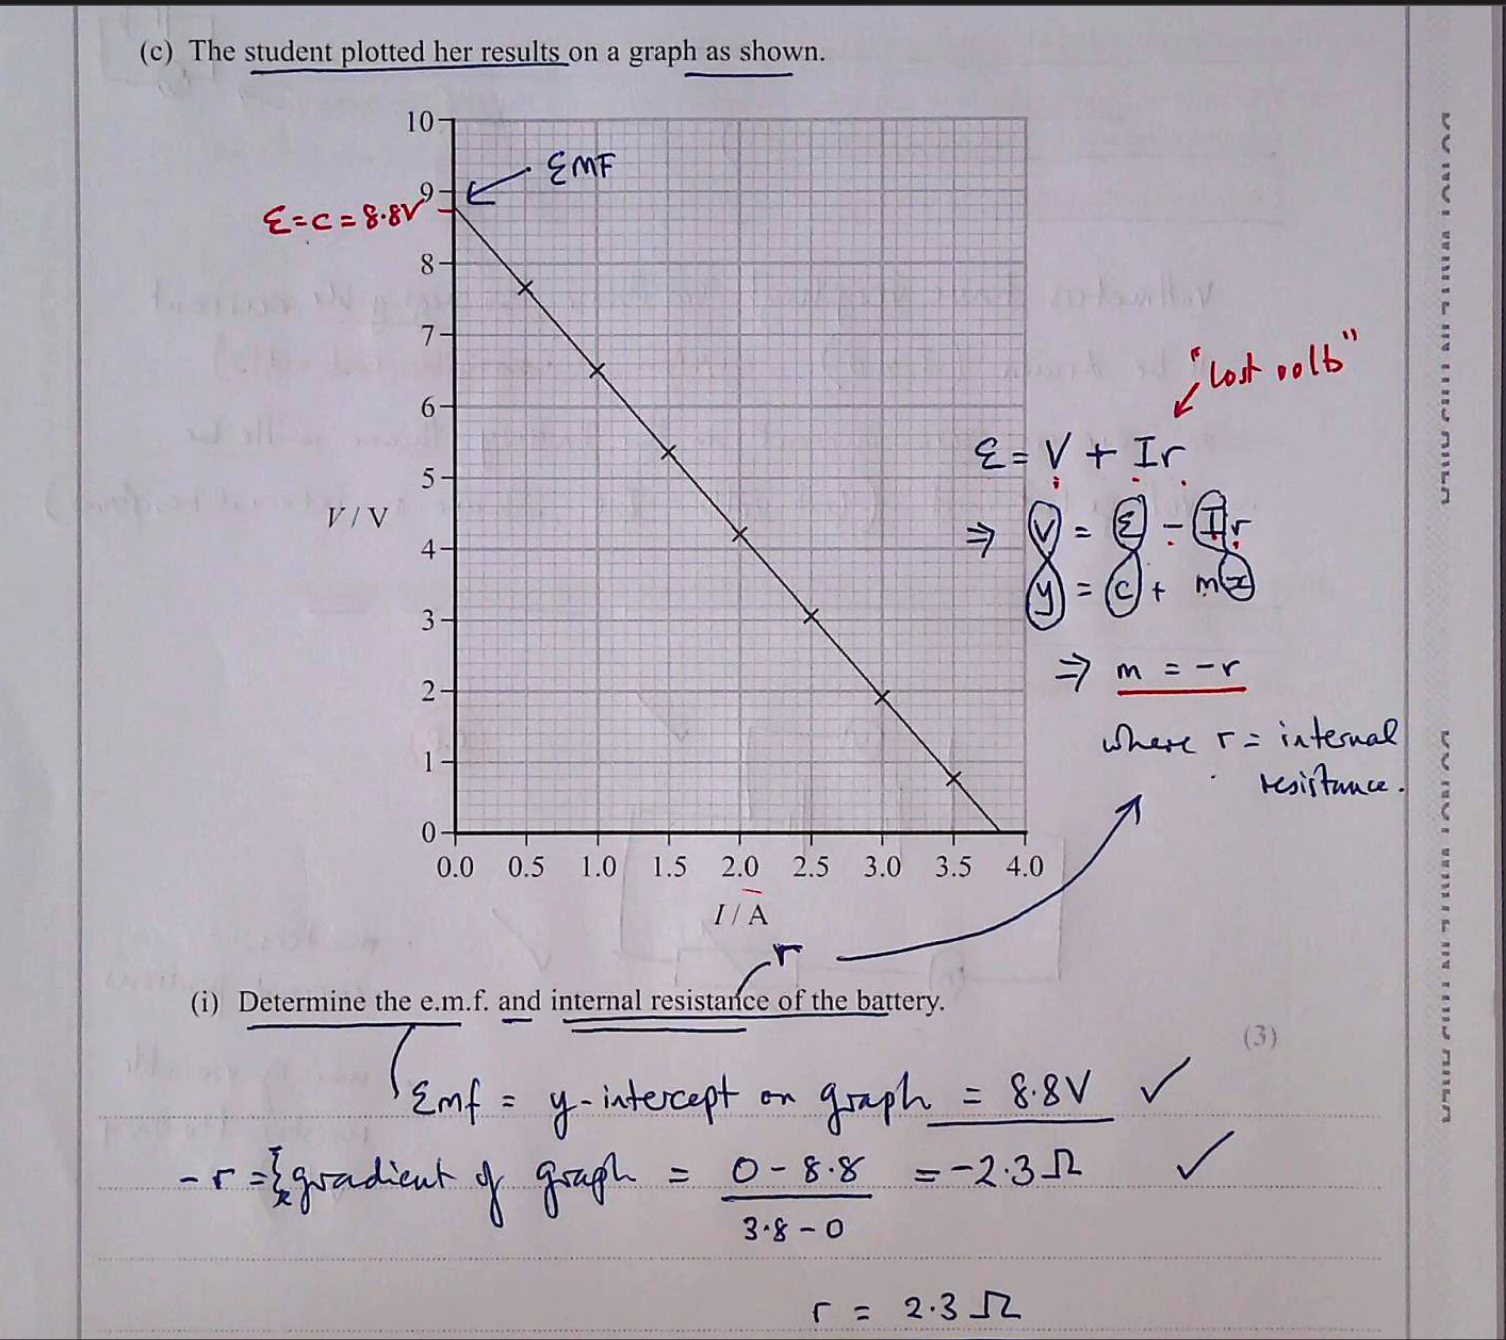 (c) The student plotted her results on a graph as shown.
10
EMF
9
ε = c = 8.8V
8
7
"lost volts"
6
ε = V + Ir
5
V / V
⇒ V = ε - Ir
4
y = c + mx
3
⇒ m = -r
2
where r = internal
resistance.
1
0
0.0 0.5 1.0 1.5 2.0 2.5 3.0 3.5 4.0
I / A
r
(i) Determine the e.m.f. and internal resistance of the battery.
(3)
Emf = y-intercept on graph = 8.8V ✓
-r = gradient of graph = 0 - 8.8 = -2.3 Ω ✓
3.8 - 0
r = 2.3 Ω